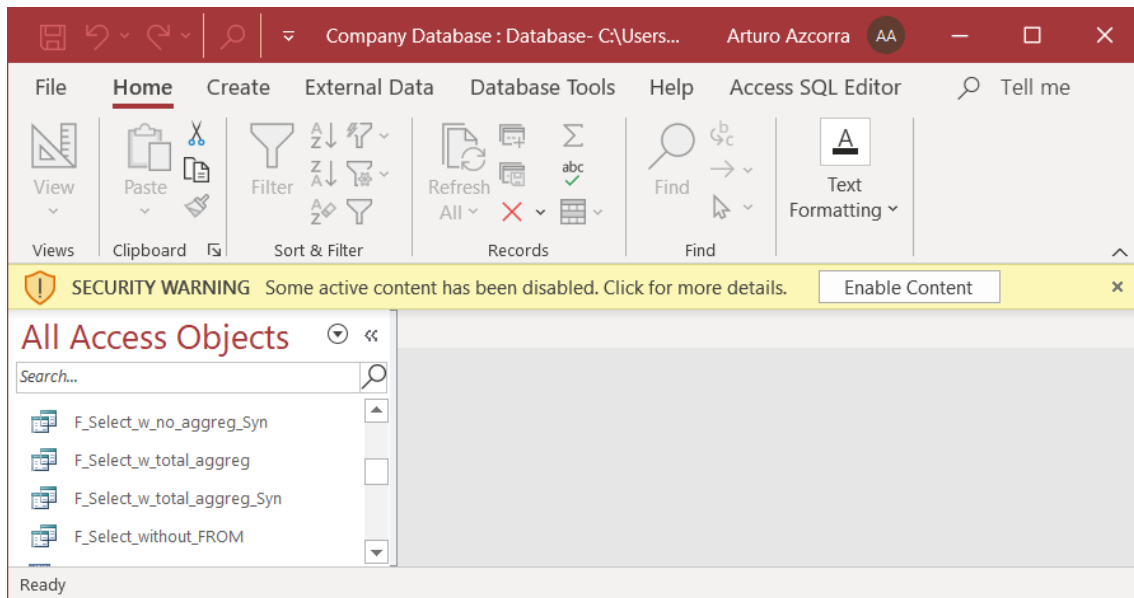 Company Database : Database- C:\Users... Arturo Azcorra AA
File Home Create External Data Database Tools Help Access SQL Editor Tell me
View
Paste
Filter
Refresh
All
Find
Text
Formatting
Views Clipboard Sort & Filter Records Find
SECURITY WARNING Some active content has been disabled. Click for more details. Enable Content
All Access Objects
Search...
F_Select_w_no_aggreg_Syn
F_Select_w_total_aggreg
F_Select_w_total_aggreg_Syn
F_Select_without_FROM
Ready